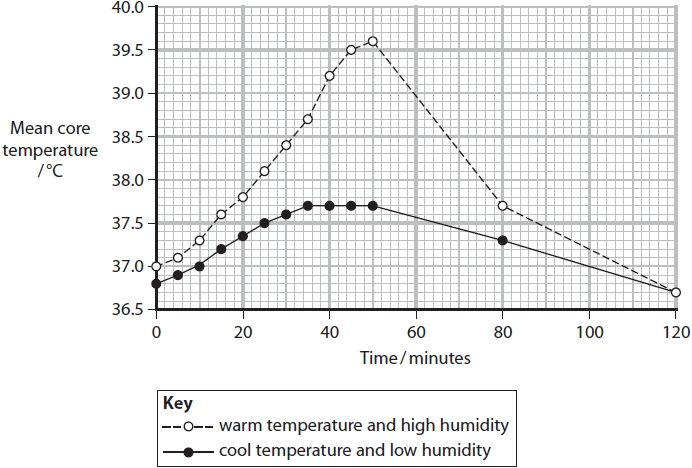 40.0
39.5
39.0
38.5
38.0
37.5
37.0
36.5
Mean core
temperature
/°C
0 20 40 60 80 100 120
Time / minutes
Key
warm temperature and high humidity
cool temperature and low humidity